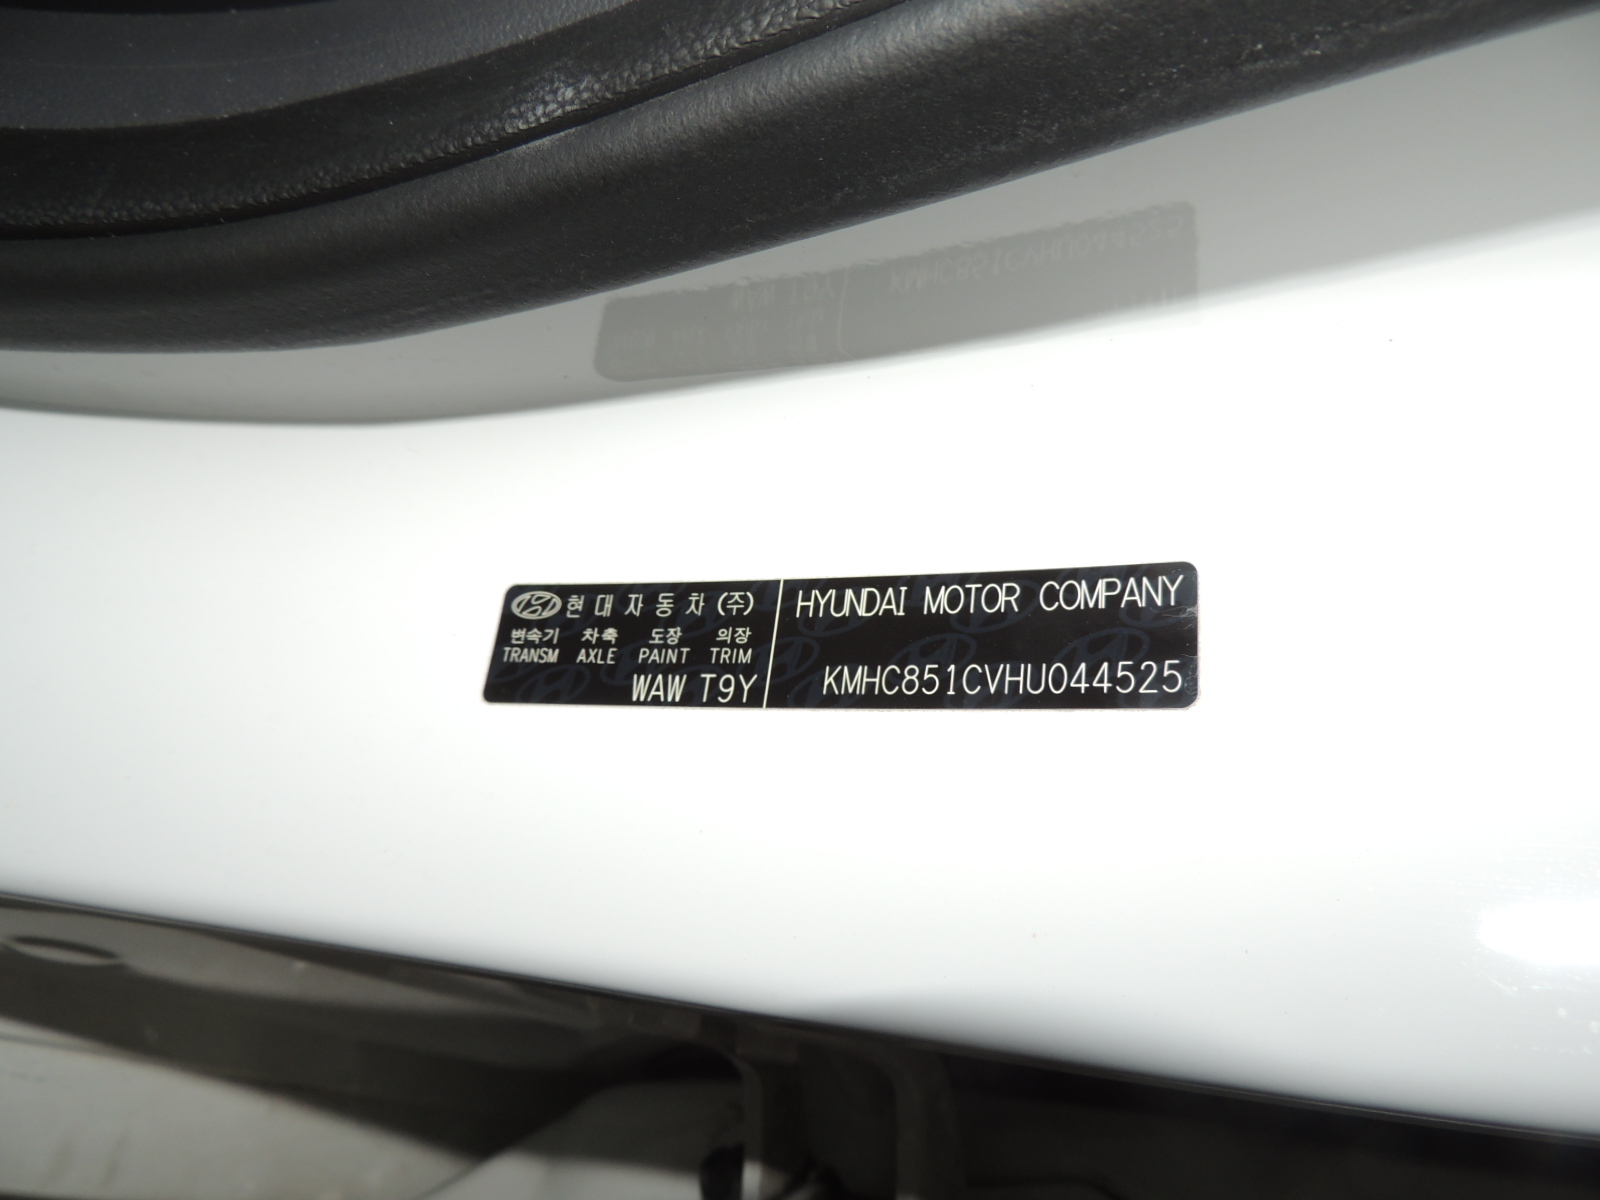 현대자동차(주)
변속기 차축 도장 의장
TRANSM AXLE PAINT TRIM
WAW T9Y
HYUNDAI MOTOR COMPANY
KMHC851CVHU044525